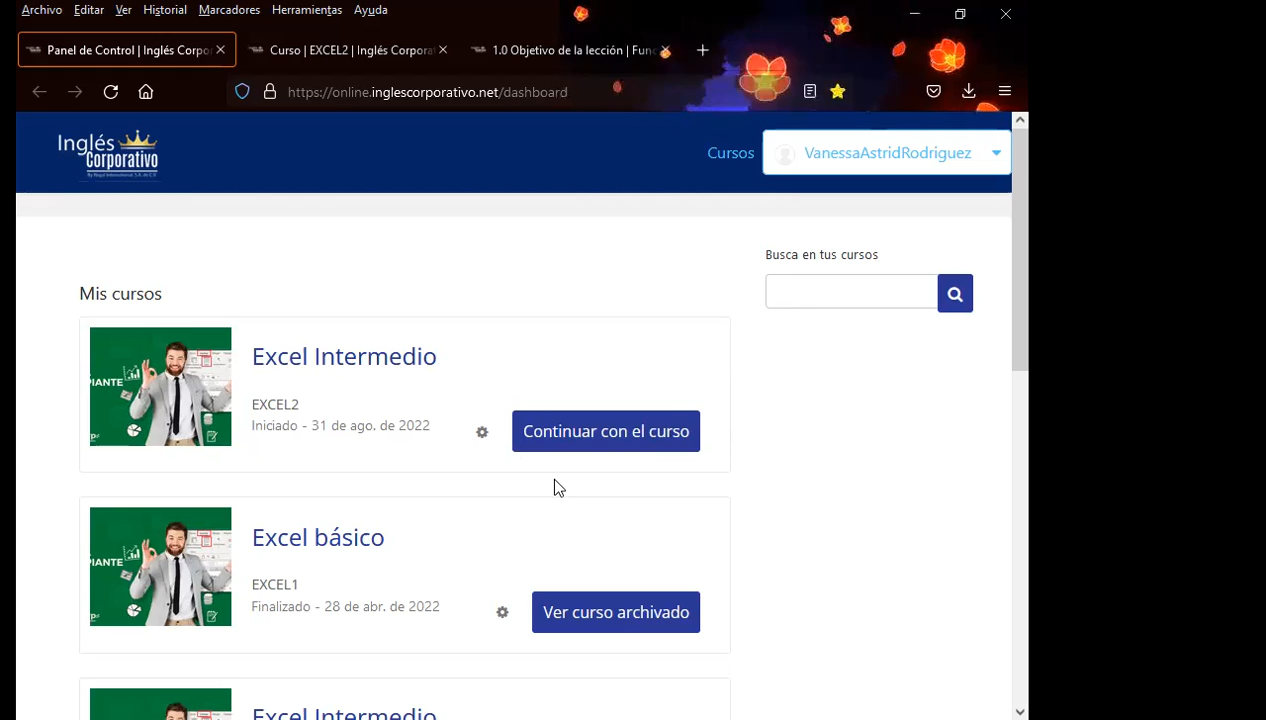 Archivo Editar Ver Historial Marcadores Herramientas Ayuda
Panel de Control | Inglés Corpor
Curso | EXCEL2 | Inglés Corpora
1.0 Objetivo de la lección | Func
https://online.inglescorporativo.net/dashboard
Inglés
Corporativo
Cursos
VanessaAstridRodriguez
Busca en tus cursos
Mis cursos
IANTE
Excel Intermedio
EXCEL2
Iniciado - 31 de ago. de 2022
Continuar con el curso
IANTE
Excel básico
EXCEL1
Finalizado - 28 de abr. de 2022
Ver curso archivado
Excel Intermedio